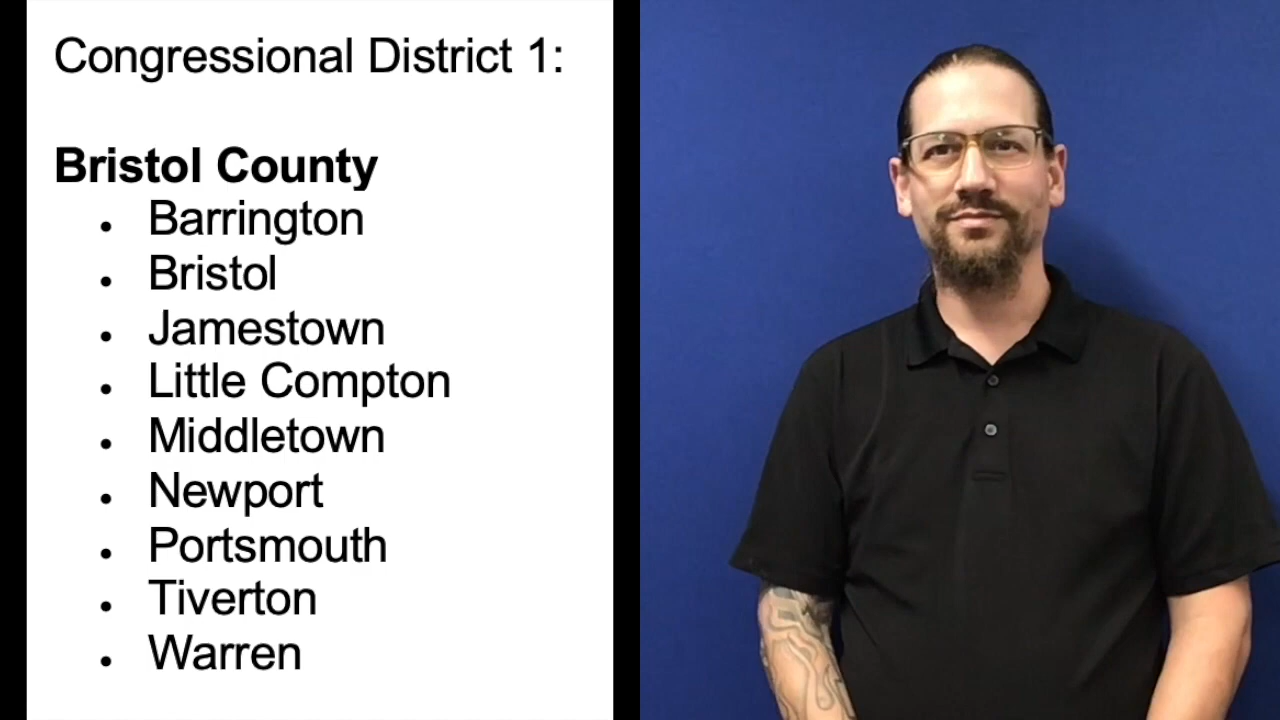 Congressional District 1:
Bristol County
• Barrington
• Bristol
• Jamestown
• Little Compton
• Middletown
• Newport
• Portsmouth
• Tiverton
• Warren